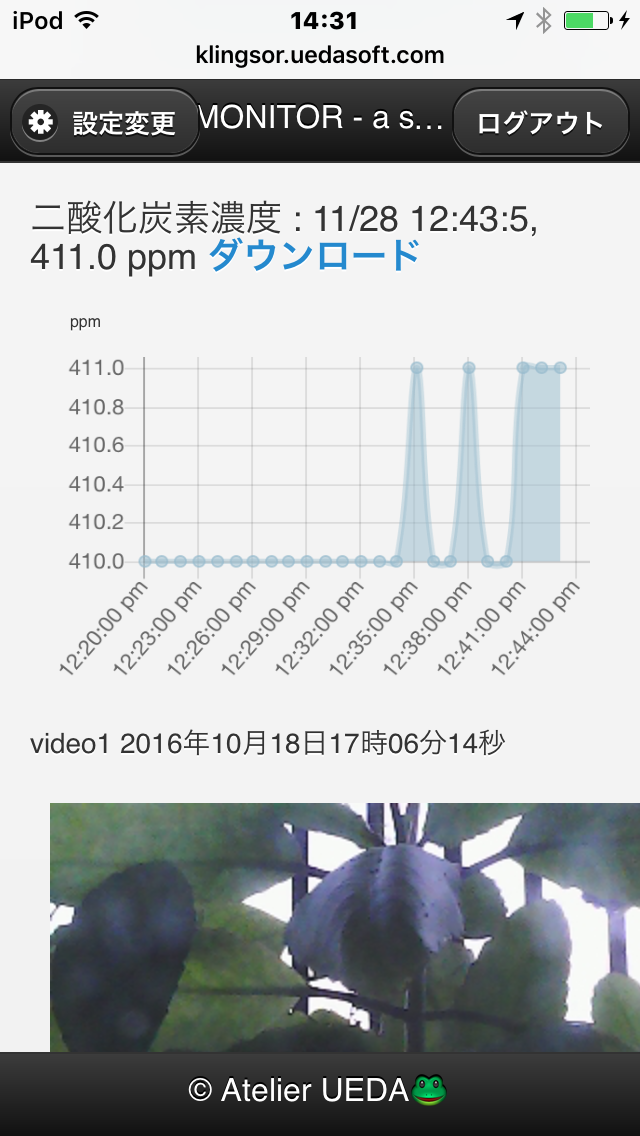 iPod 14:31
klingsor.uedasoft.com
設定変更 MONITOR - a s... ログアウト
二酸化炭素濃度 : 11/28 12:43:5,
411.0 ppm ダウンロード
ppm
411.0
410.8
410.6
410.4
410.2
410.0
12:20:00 pm
12:23:00 pm
12:26:00 pm
12:29:00 pm
12:32:00 pm
12:35:00 pm
12:38:00 pm
12:41:00 pm
12:44:00 pm
video1 2016年10月18日17時06分14秒
© Atelier UEDA🐸